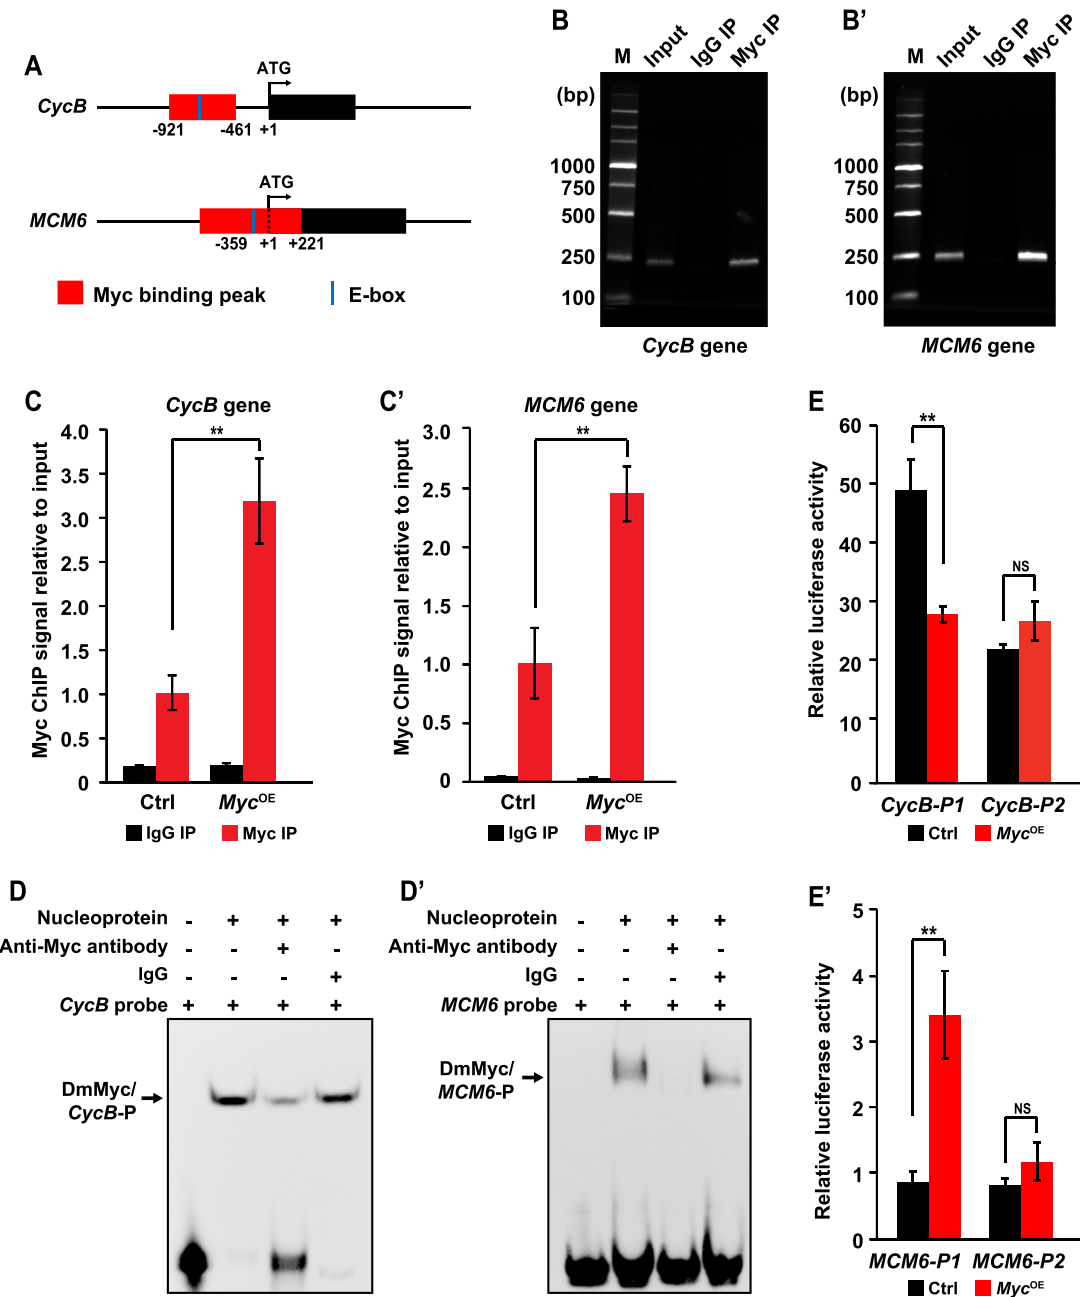 A
ATG
CycB
-921 -461 +1
ATG
MCM6
-359 +1 +221
Myc binding peak E-box
B
M Input IgG IP Myc IP
(bp)
1000
750
500
250
100
CycB gene
B'
M Input IgG IP Myc IP
(bp)
1000
750
500
250
100
MCM6 gene
C
CycB gene
Myc ChIP signal relative to input
4.0
3.5
3.0
2.5
2.0
1.5
1.0
0.5
0
**
Ctrl MycOE
IgG IP Myc IP
C'
MCM6 gene
Myc ChIP signal relative to input
3.0
2.5
2.0
1.5
1.0
0.5
0
**
Ctrl MycOE
IgG IP Myc IP
E
Relative luciferase activity
60
50
40
30
20
10
0
**
NS
CycB-P1 CycB-P2
Ctrl MycOE
D
Nucleoprotein - + + +
Anti-Myc antibody - - + -
IgG - - - +
CycB probe + + + +
DmMyc/
CycB-P
D'
Nucleoprotein - + + +
Anti-Myc antibody - - + -
IgG - - - +
MCM6 probe + + + +
DmMyc/
MCM6-P
E'
Relative luciferase activity
5
4
3
2
1
0
**
NS
MCM6-P1 MCM6-P2
Ctrl MycOE